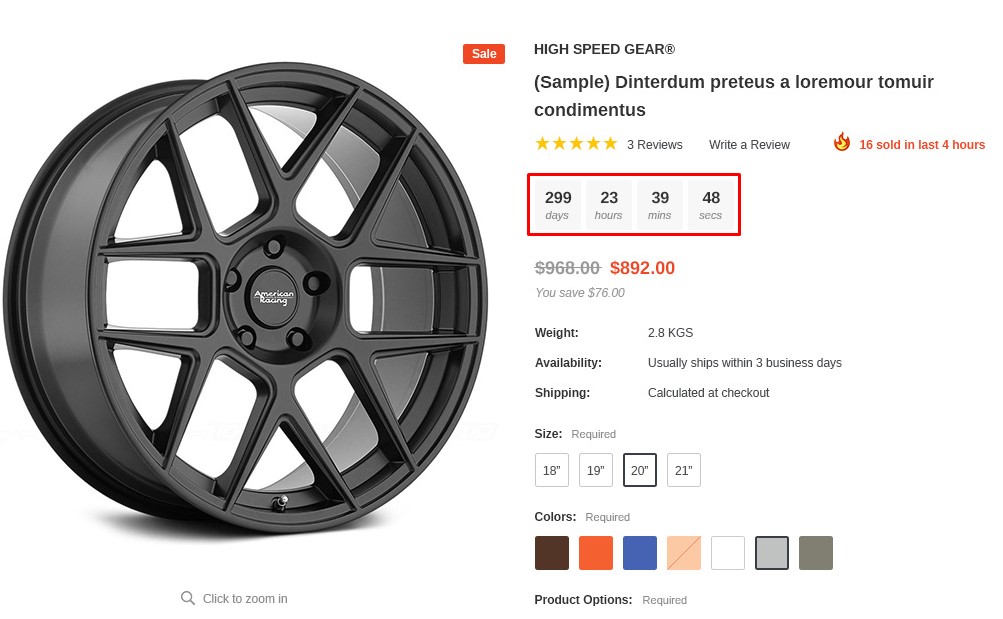 Sale
HIGH SPEED GEAR®
(Sample) Dinterdum preteus a loremour tomuir
condimentus
3 Reviews Write a Review 16 sold in last 4 hours
299 23 39 48
days hours mins secs
$968.00 $892.00
You save $76.00
Weight: 2.8 KGS
Availability: Usually ships within 3 business days
Shipping: Calculated at checkout
Size: Required
18” 19” 20” 21”
Colors: Required
American
Racing
Click to zoom in
Product Options: Required